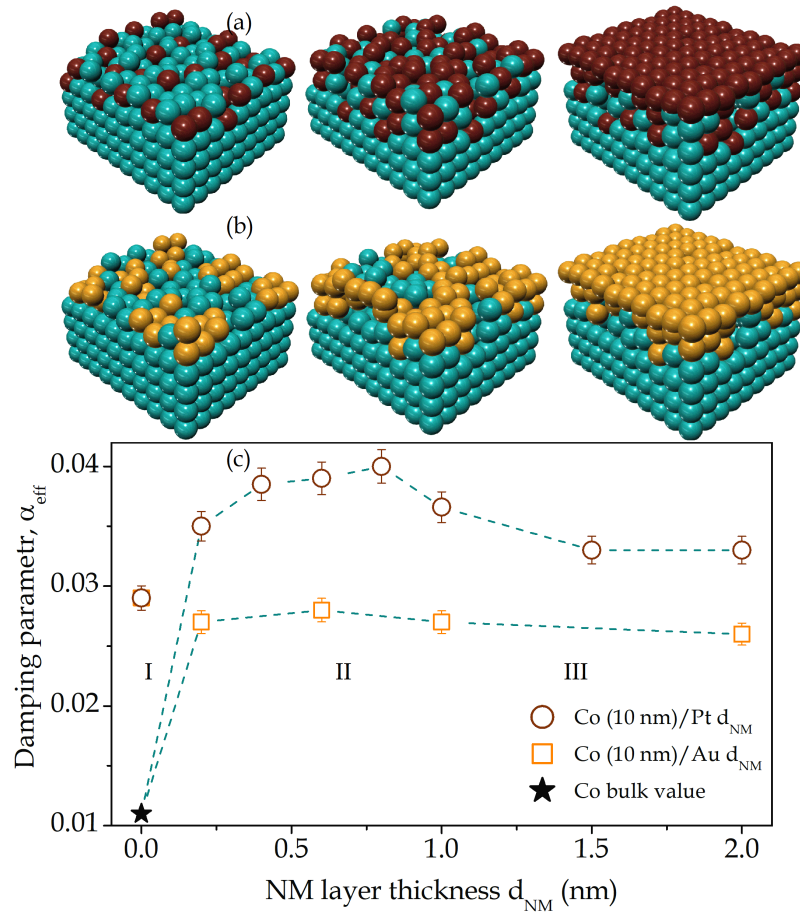 (a)
(b)
(c)
Damping parametr, α_eff
0.04
0.03
0.02
0.01
I
II
III
Co (10 nm)/Pt d_NM
Co (10 nm)/Au d_NM
Co bulk value
0.0
0.5
1.0
1.5
2.0
NM layer thickness d_NM (nm)